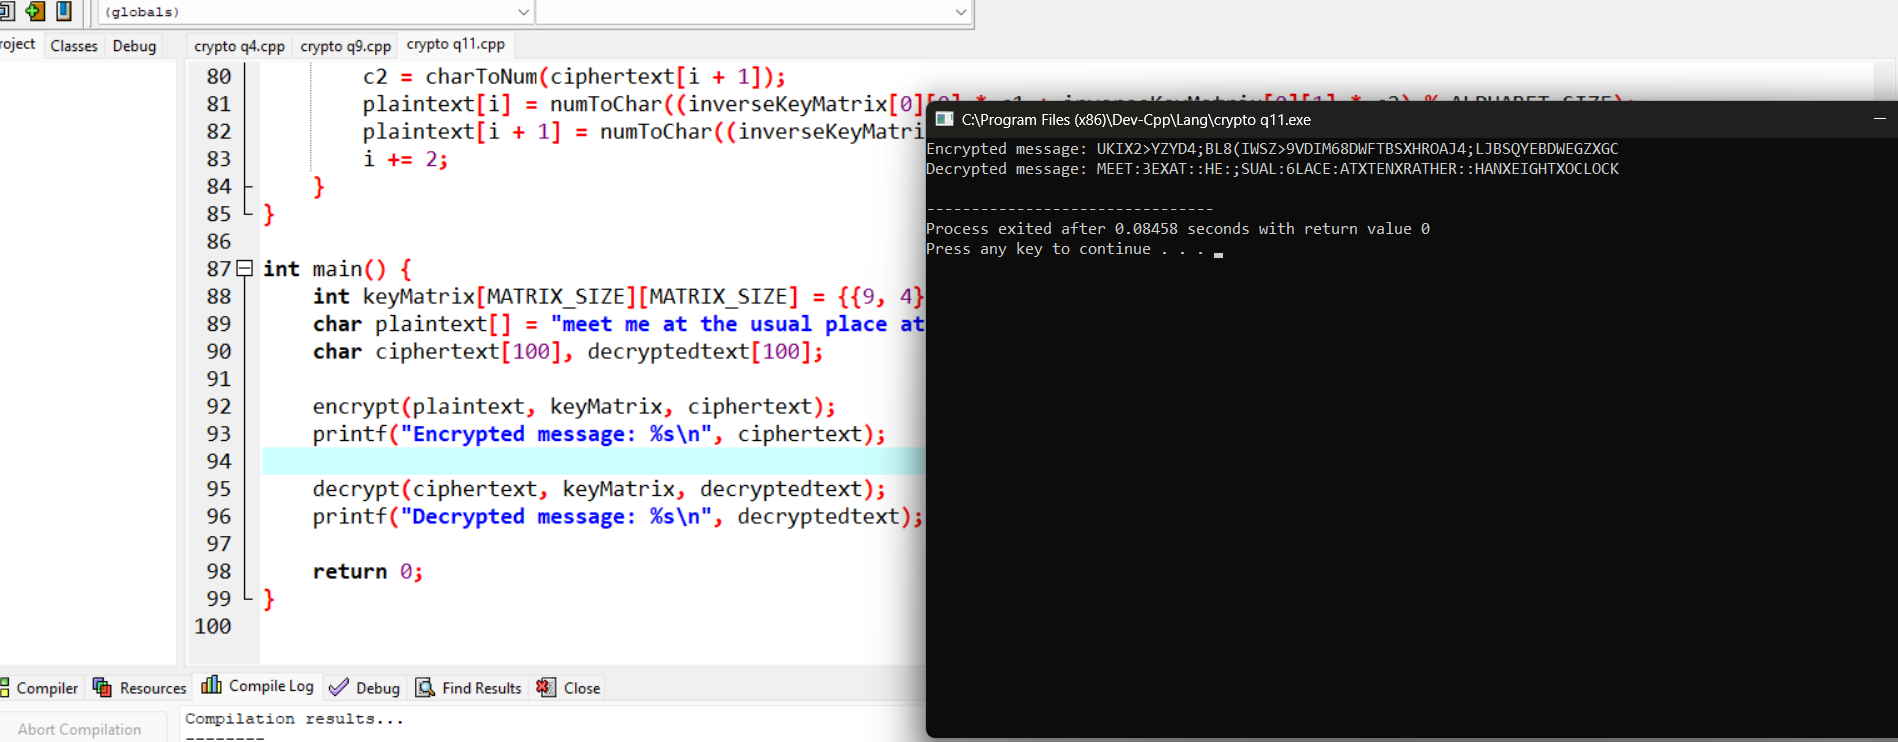 (globals)
roject Classes Debug
crypto q4.cpp crypto q9.cpp crypto q11.cpp
80 c2 = charToNum(ciphertext[i + 1]);
81 plaintext[i] = numToChar((inverseKeyMatrix[0][0] * c1 + inverseKeyMatrix[0][1] * c2) % ALPHABET_SIZE);
82 plaintext[i + 1] = numToChar((inverseKeyMatri
83 i += 2;
84 }
85 }
86
87 int main() {
88 int keyMatrix[MATRIX_SIZE][MATRIX_SIZE] = {{9, 4}
89 char plaintext[] = "meet me at the usual place at
90 char ciphertext[100], decryptedtext[100];
91
92 encrypt(plaintext, keyMatrix, ciphertext);
93 printf("Encrypted message: %s\n", ciphertext);
94
95 decrypt(ciphertext, keyMatrix, decryptedtext);
96 printf("Decrypted message: %s\n", decryptedtext);
97
98 return 0;
99 }
100
C:\Program Files (x86)\Dev-Cpp\Lang\crypto q11.exe
Encrypted message: UKIX2>YZYD4;BL8(IWSZ>9VDIM68DWFTBSXHROAJ4;LJBSQYEBDWEGZXGC
Decrypted message: MEET:3EXAT::HE:;SUAL:6LACE:ATXTENXRATHER::HANXEIGHTXOCLOCK
--------------------------------
Process exited after 0.08458 seconds with return value 0
Press any key to continue . . .
Compiler Resources Compile Log Debug Find Results Close
Abort Compilation
Compilation results...
--------